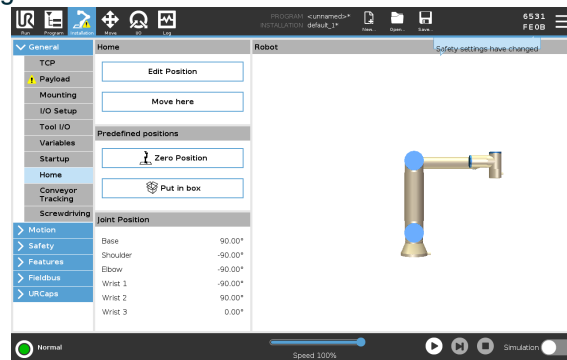 PROGRAM <unnamed>*
INSTALLATION default_1*
Run Program Installation Move I/O Log New... Open... Save...
6531
FE0B
Safety settings have changed
General
TCP
Payload
Mounting
I/O Setup
Tool I/O
Variables
Startup
Home
Conveyor
Tracking
Screwdriving
Motion
Safety
Features
Fieldbus
URCaps
Home
Edit Position
Move here
Predefined positions
Zero Position
Put in box
Joint Position
Base 90.00°
Shoulder -90.00°
Elbow -90.00°
Wrist 1 -90.00°
Wrist 2 90.00°
Wrist 3 0.00°
Robot
Normal
Speed 100%
Simulation